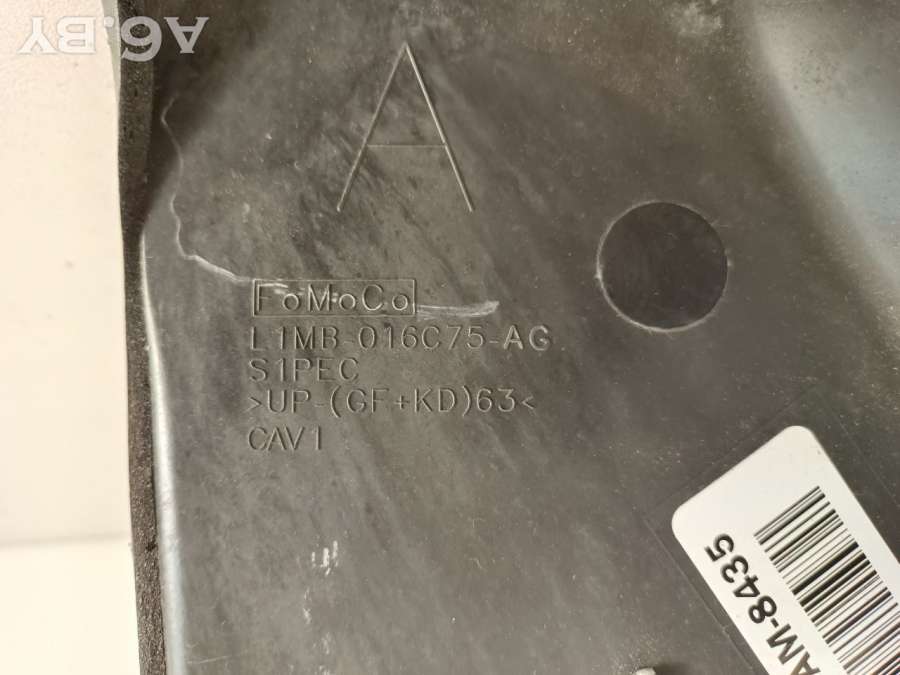 A6.BY
A
FoMoCo
L1MB-016C75-AG
S1PEC
>UP-(GF+KD)63<
CAV1
AM-8435